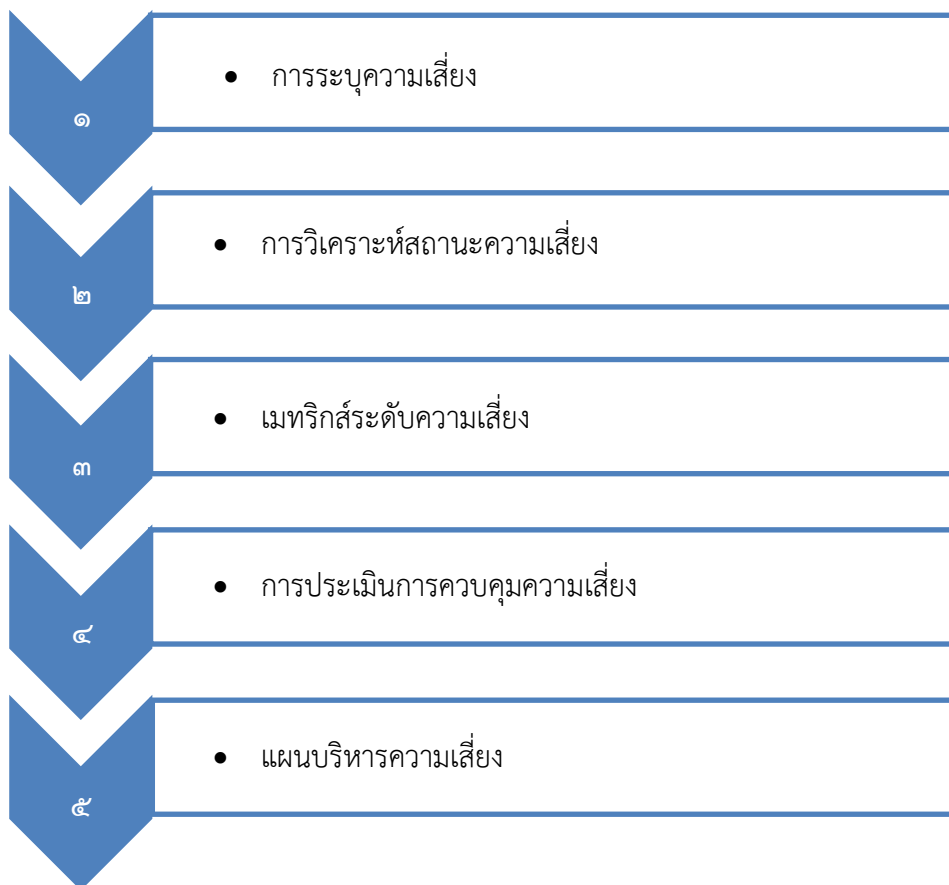 ๑
• การระบุความเสี่ยง
๒
• การวิเคราะห์สถานะความเสี่ยง
๓
• เมทริกส์ระดับความเสี่ยง
๔
• การประเมินการควบคุมความเสี่ยง
๕
• แผนบริหารความเสี่ยง